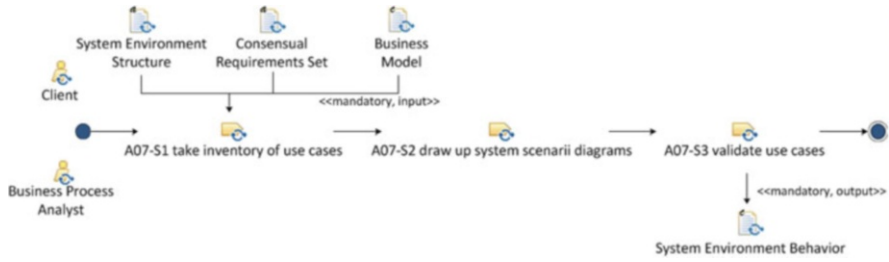 System Environment
Structure
Consensual
Requirements Set
Business
Model
Client
<<mandatory, input>>
A07-S1 take inventory of use cases
A07-S2 draw up system scenarii diagrams
A07-S3 validate use cases
Business Process
Analyst
<<mandatory, output>>
System Environment Behavior